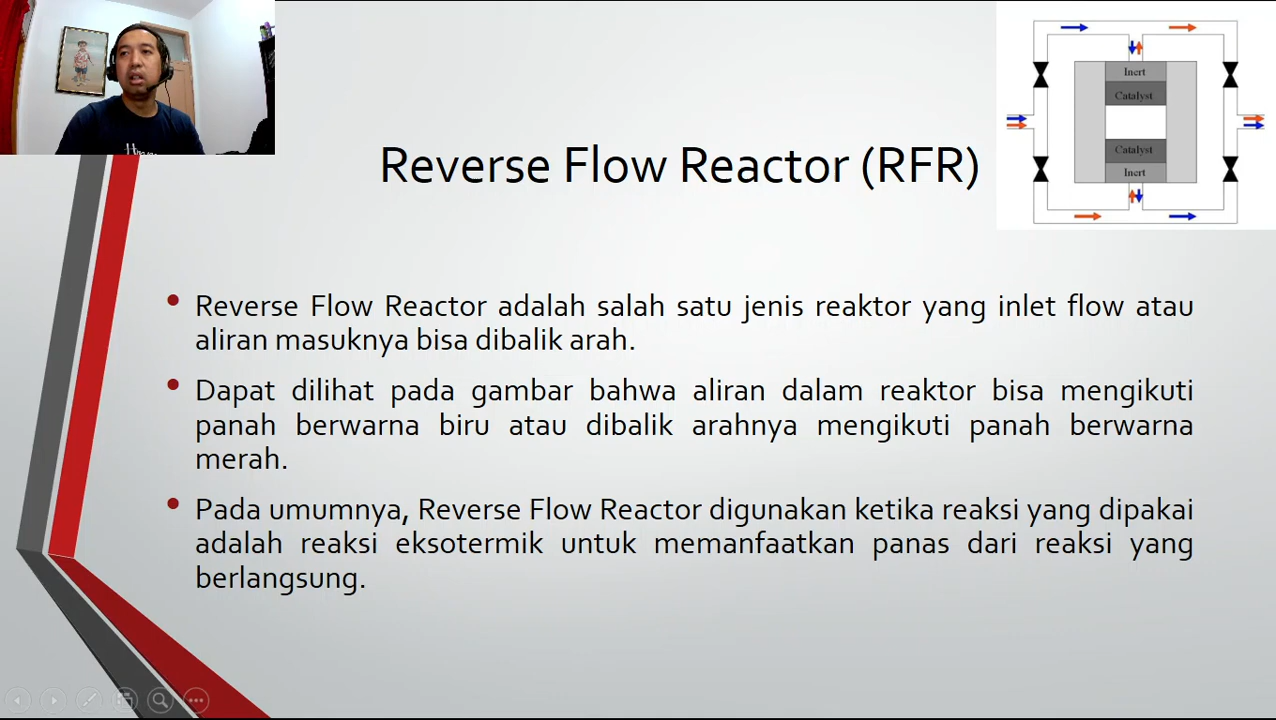 Reverse Flow Reactor (RFR)
Inert
Catalyst
Catalyst
Inert
• Reverse Flow Reactor adalah salah satu jenis reaktor yang inlet flow atau
aliran masuknya bisa dibalik arah.
• Dapat dilihat pada gambar bahwa aliran dalam reaktor bisa mengikuti
panah berwarna biru atau dibalik arahnya mengikuti panah berwarna
merah.
• Pada umumnya, Reverse Flow Reactor digunakan ketika reaksi yang dipakai
adalah reaksi eksotermik untuk memanfaatkan panas dari reaksi yang
berlangsung.